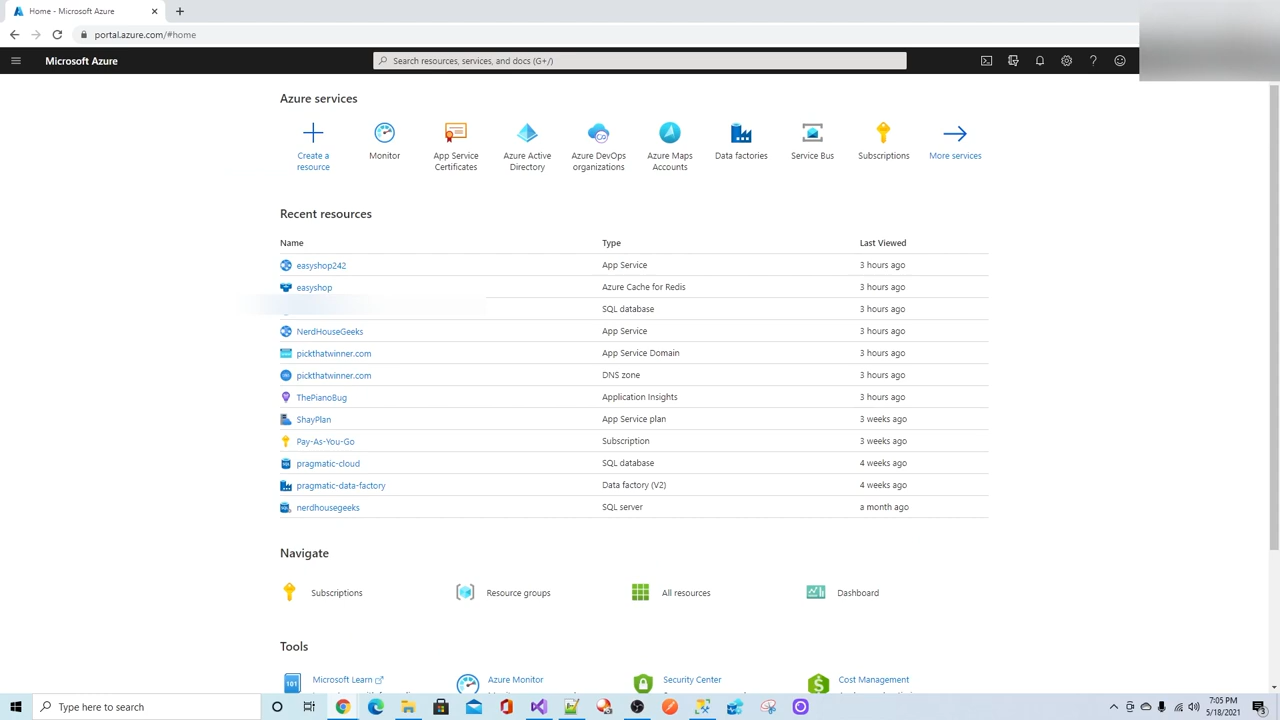 Home - Microsoft Azure
portal.azure.com/#home
Microsoft Azure
Search resources, services, and docs (G+/)
Azure services
Create a resource
Monitor
App Service Certificates
Azure Active Directory
Azure DevOps organizations
Azure Maps Accounts
Data factories
Service Bus
Subscriptions
More services
Recent resources
Name Type Last Viewed
easyshop242 App Service 3 hours ago
easyshop Azure Cache for Redis 3 hours ago
SQL database 3 hours ago
NerdHouseGeeks App Service 3 hours ago
pickthatwinner.com App Service Domain 3 hours ago
pickthatwinner.com DNS zone 3 hours ago
ThePianoBug Application Insights 3 hours ago
ShayPlan App Service plan 3 weeks ago
Pay-As-You-Go Subscription 3 weeks ago
pragmatic-cloud SQL database 4 weeks ago
pragmatic-data-factory Data factory (V2) 4 weeks ago
nerdhousegeeks SQL server a month ago
Navigate
Subscriptions Resource groups All resources Dashboard
Tools
Microsoft Learn Azure Monitor Security Center Cost Management
Type here to search
7:05 PM
5/18/2021